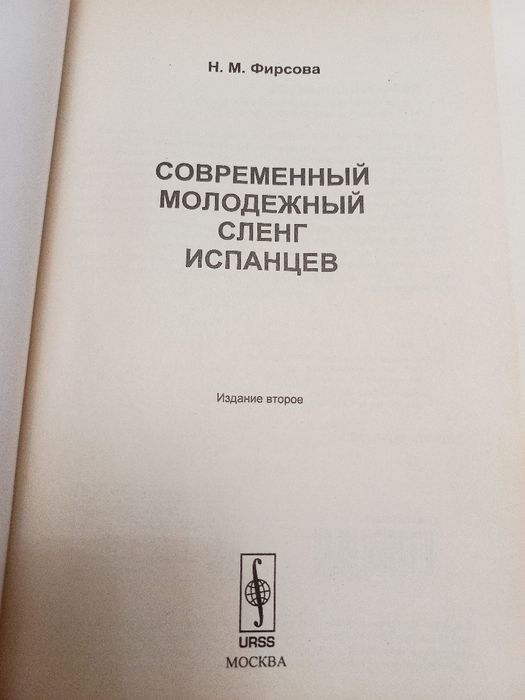 Н. М. Фирсова
СОВРЕМЕННЫЙ
МОЛОДЕЖНЫЙ
СЛЕНГ
ИСПАНЦЕВ
Издание второе
URSS
МОСКВА